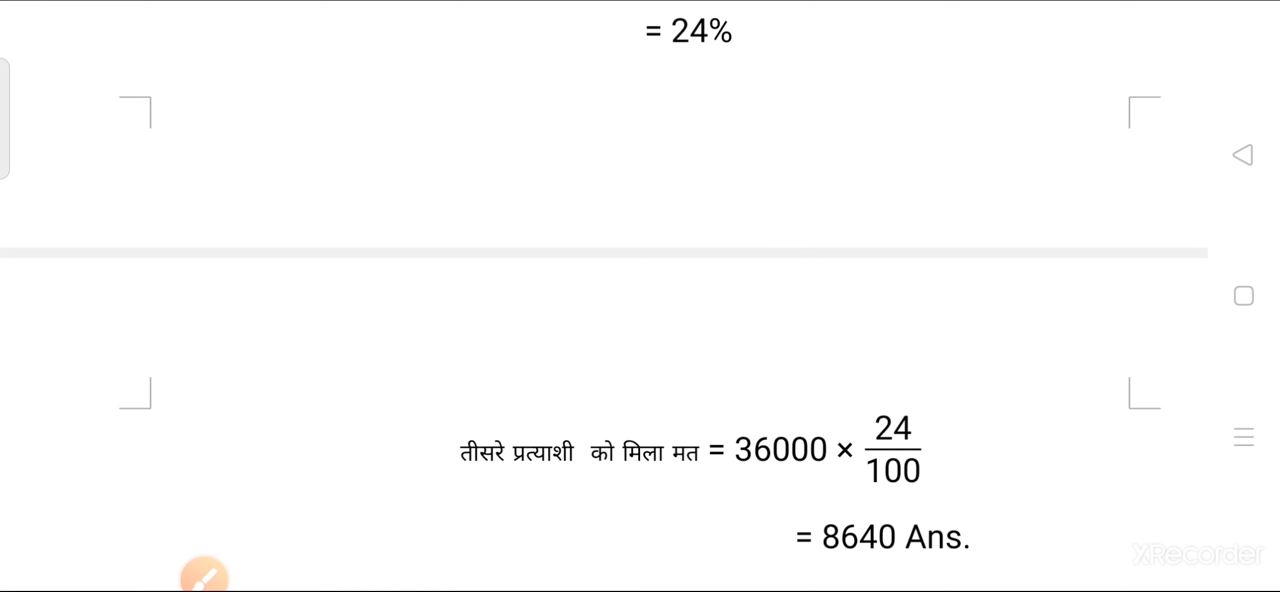 = 24%
तीसरे प्रत्याशी को मिला मत = 36000 × 24/100
= 8640 Ans.
XRecorder